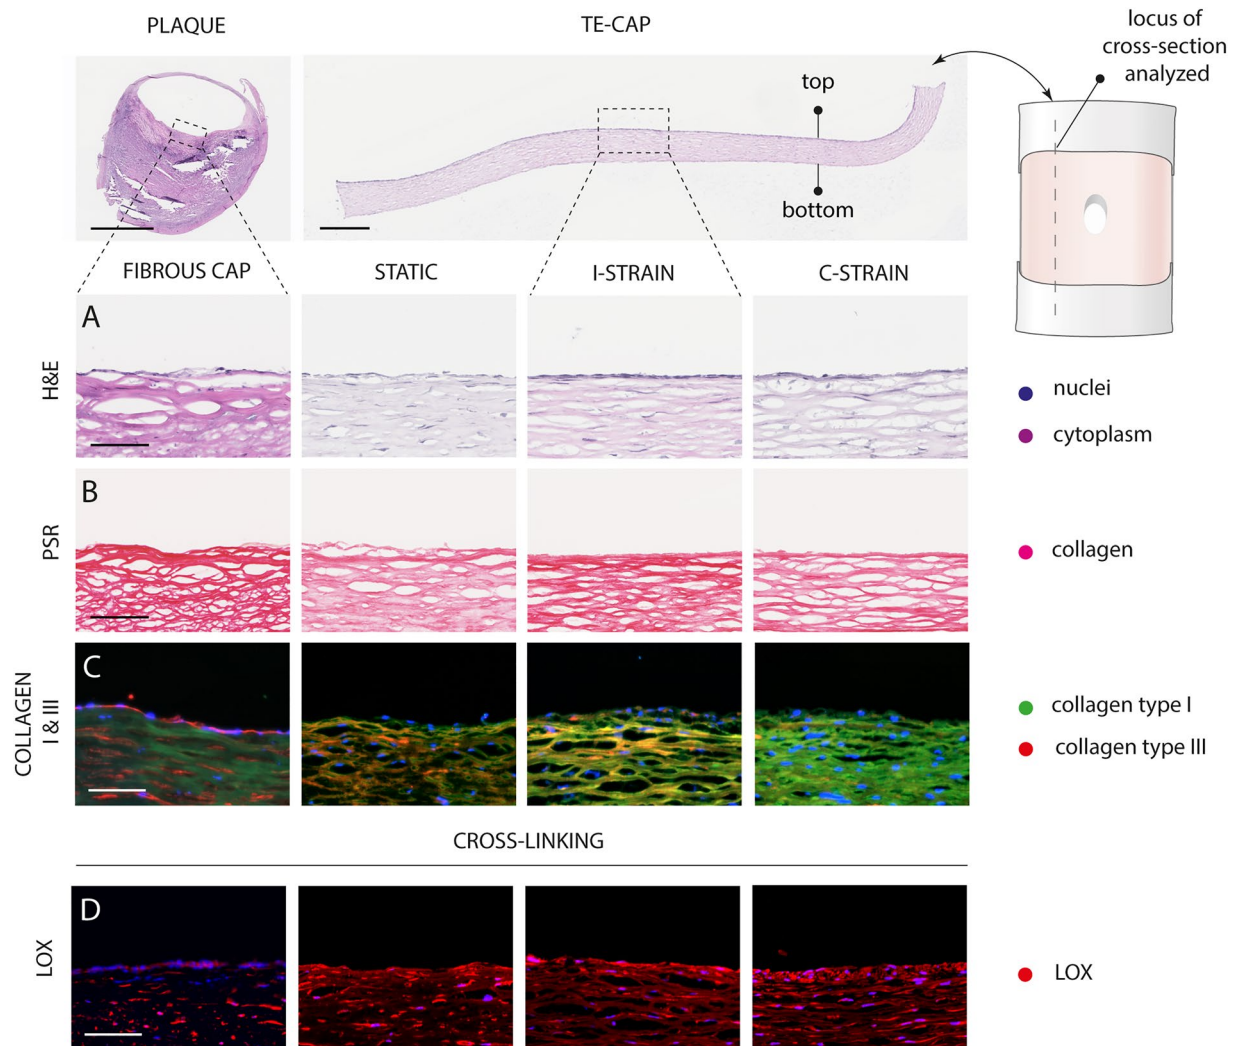 PLAQUE
TE-CAP
locus of
cross-section
analyzed
top
bottom
FIBROUS CAP
STATIC
I-STRAIN
C-STRAIN
A
H&E
nuclei
cytoplasm
B
PSR
collagen
C
COLLAGEN
I & III
collagen type I
collagen type III
CROSS-LINKING
D
LOX
LOX